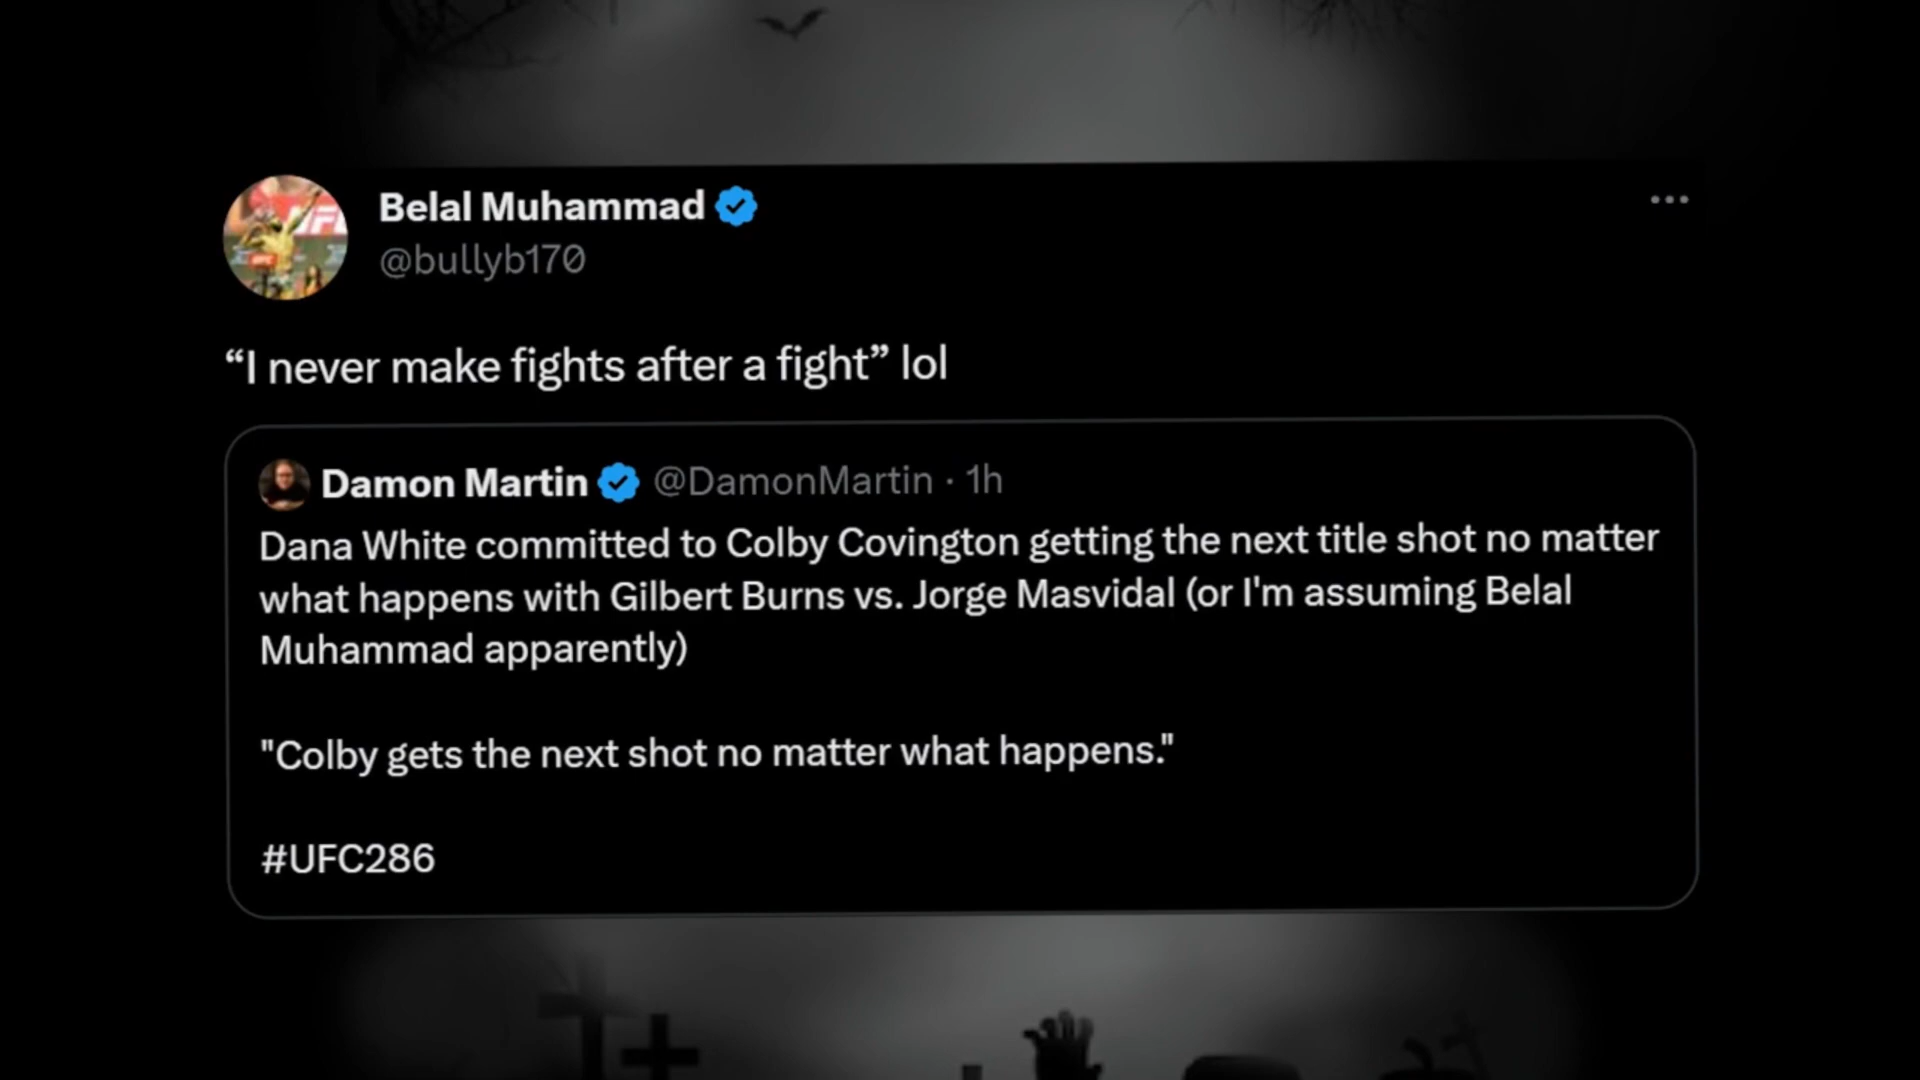 Belal Muhammad
@bullyb170
“I never make fights after a fight” lol
Damon Martin @DamonMartin · 1h
Dana White committed to Colby Covington getting the next title shot no matter
what happens with Gilbert Burns vs. Jorge Masvidal (or I'm assuming Belal
Muhammad apparently)
"Colby gets the next shot no matter what happens."
#UFC286